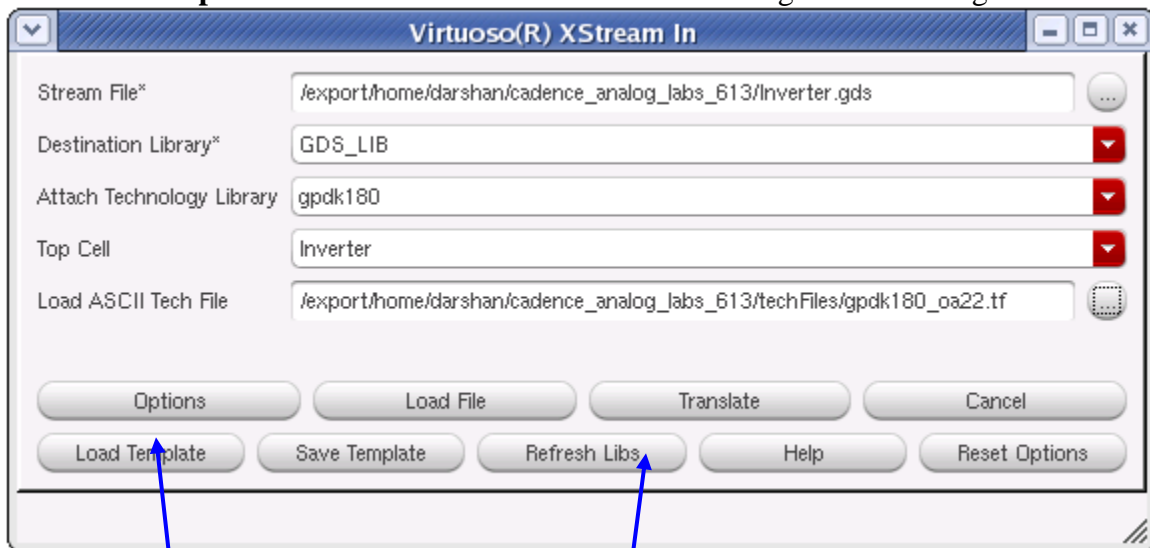 Virtuoso(R) XStream In
Stream File* /export/home/darshan/cadence_analog_labs_613/Inverter.gds ...
Destination Library* GDS_LIB
Attach Technology Library gpdk180
Top Cell Inverter
Load ASCII Tech File /export/home/darshan/cadence_analog_labs_613/techFiles/gpdk180_oa22.tf ...
Options Load File Translate Cancel
Load Template Save Template Refresh Libs Help Reset Options